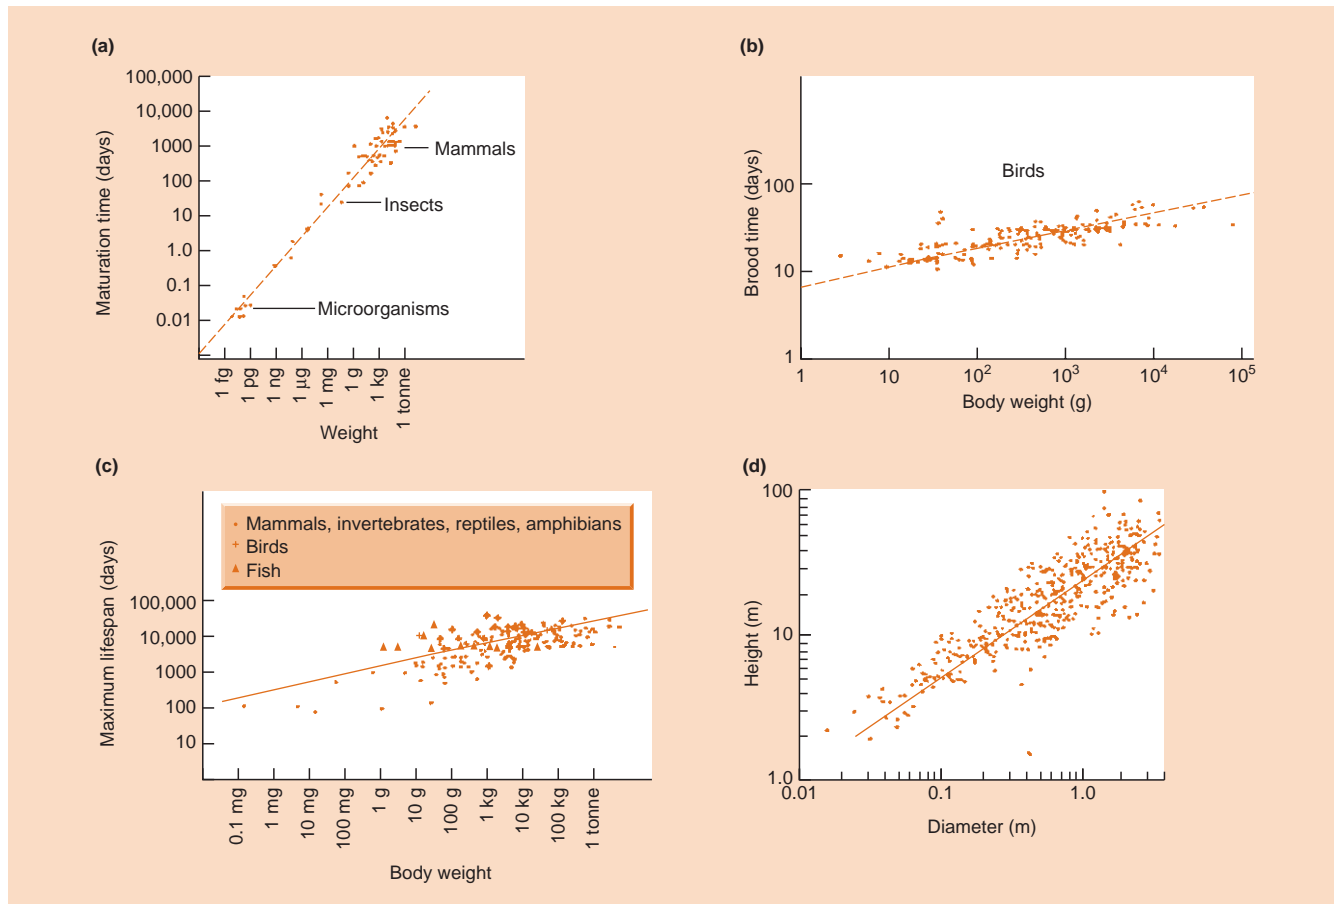 (a)
Maturation time (days)
100,000
10,000
1000
100
10
1.0
0.1
0.01
Mammals
Insects
Microorganisms
1 fg
1 pg
1 ng
1 µg
1 mg
1 g
1 kg
1 tonne
Weight
(b)
Brood time (days)
100
10
1
Birds
1
10
10²
10³
10⁴
10⁵
Body weight (g)
(c)
Maximum lifespan (days)
Mammals, invertebrates, reptiles, amphibians
Birds
Fish
100,000
10,000
1000
100
10
0.1 mg
1 mg
10 mg
100 mg
1 g
10 g
100 g
1 kg
10 kg
100 kg
1 tonne
Body weight
(d)
Height (m)
100
10
1.0
0.01
0.1
1.0
Diameter (m)